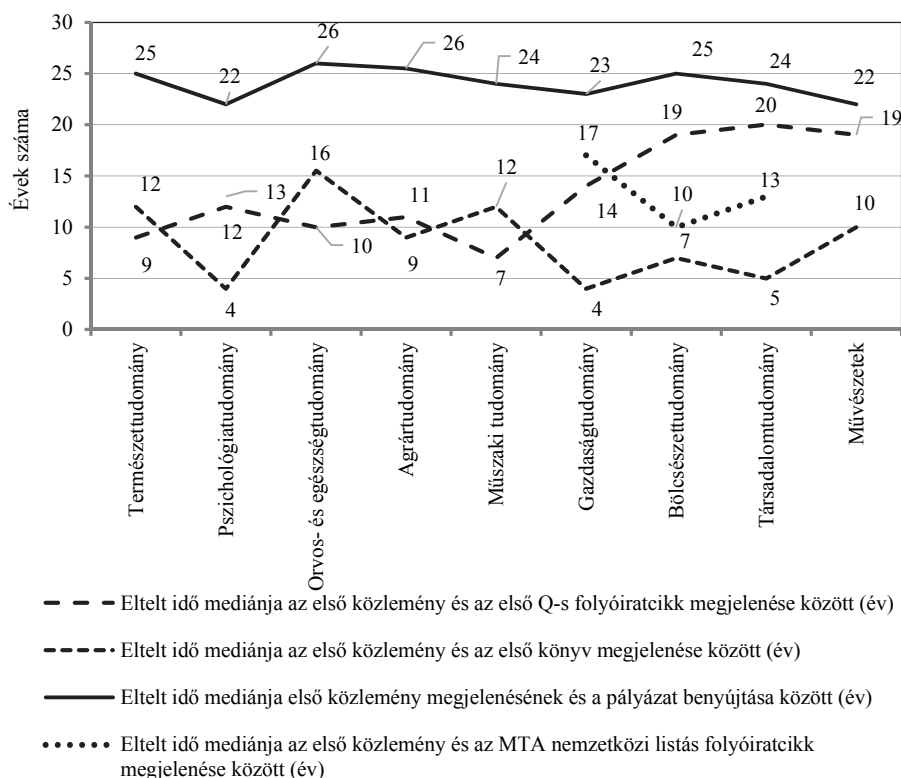 30
25
20
15
10
5
0
Évek száma
25 22 26 26 24 23 25 24 22
17 19 20 19
16
12 13 11 12 10 13
12 10 14 10
9 9 7 7
4 4 5
Természettudomány
Pszichológiatudomány
Orvos- és egészségtudomány
Agrártudomány
Műszaki tudomány
Gazdaságtudomány
Bölcsészettudomány
Társadalomtudomány
Művészetek
Eltelt idő mediánja az első közlemény és az első Q-s folyóiratcikk megjelenése között (év)
Eltelt idő mediánja az első közlemény és az első könyv megjelenése között (év)
Eltelt idő mediánja első közlemény megjelenésének és a pályázat benyújtása között (év)
Eltelt idő mediánja az első közlemény és az MTA nemzetközi listás folyóiratcikk
megjelenése között (év)